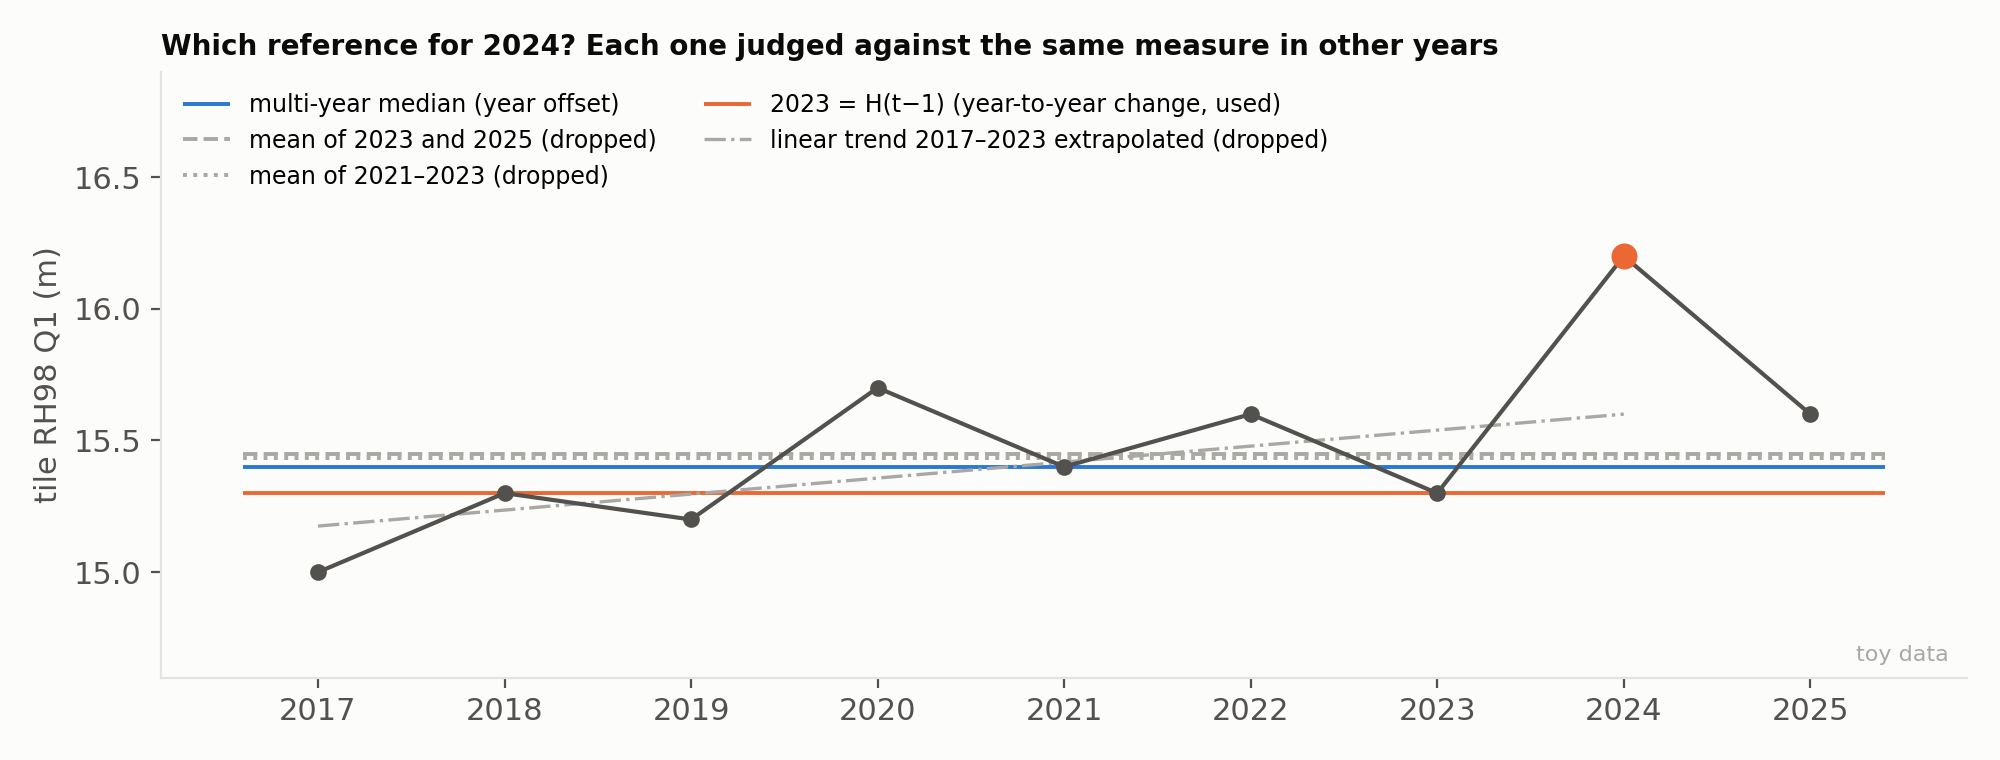 Which reference for 2024? Each one judged against the same measure in other years
multi-year median (year offset)
mean of 2023 and 2025 (dropped)
mean of 2021–2023 (dropped)
2023 = H(t−1) (year-to-year change, used)
linear trend 2017–2023 extrapolated (dropped)
tile RH98 Q1 (m)
16.5
16.0
15.5
15.0
toy data
2017 2018 2019 2020 2021 2022 2023 2024 2025